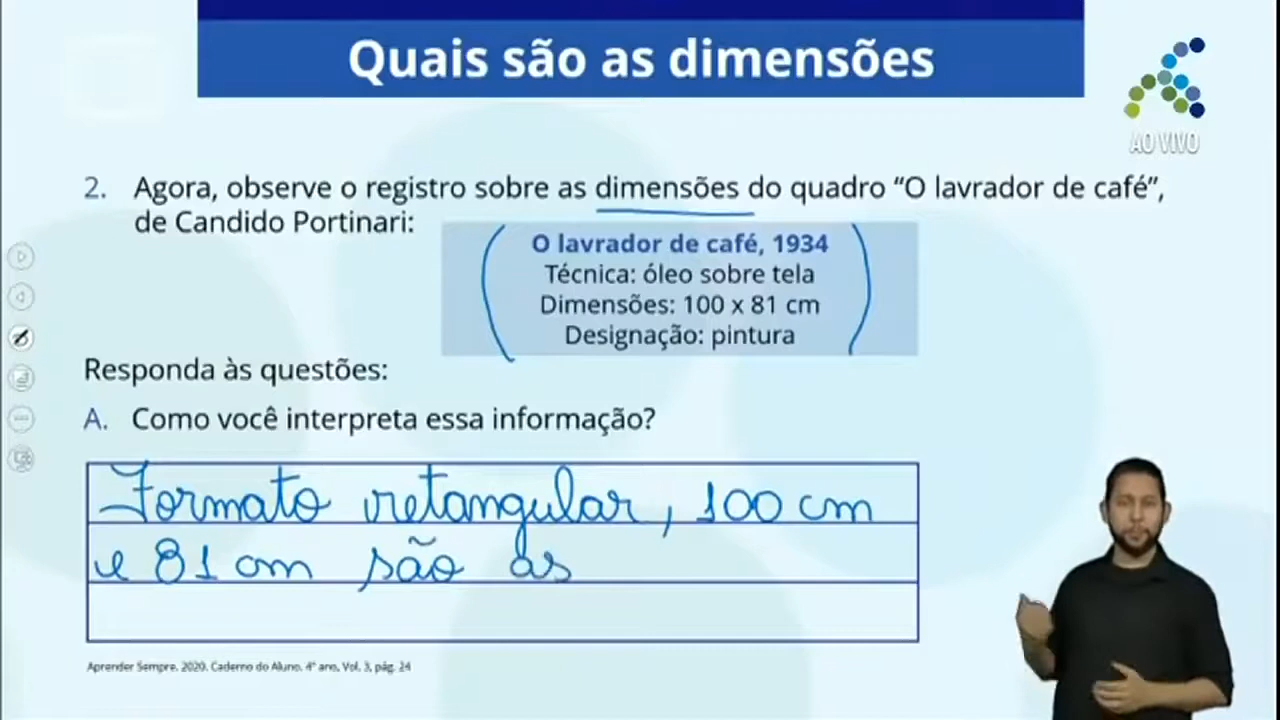 Quais são as dimensões
AO VIVO
2. Agora, observe o registro sobre as dimensões do quadro “O lavrador de café”,
de Candido Portinari:
O lavrador de café, 1934
Técnica: óleo sobre tela
Dimensões: 100 x 81 cm
Designação: pintura
Responda às questões:
A. Como você interpreta essa informação?
Formato retangular, 100 cm
e 81 cm são as
Aprender Sempre. 2020. Caderno do Aluno. 4° ano, Vol. 3, pág. 24